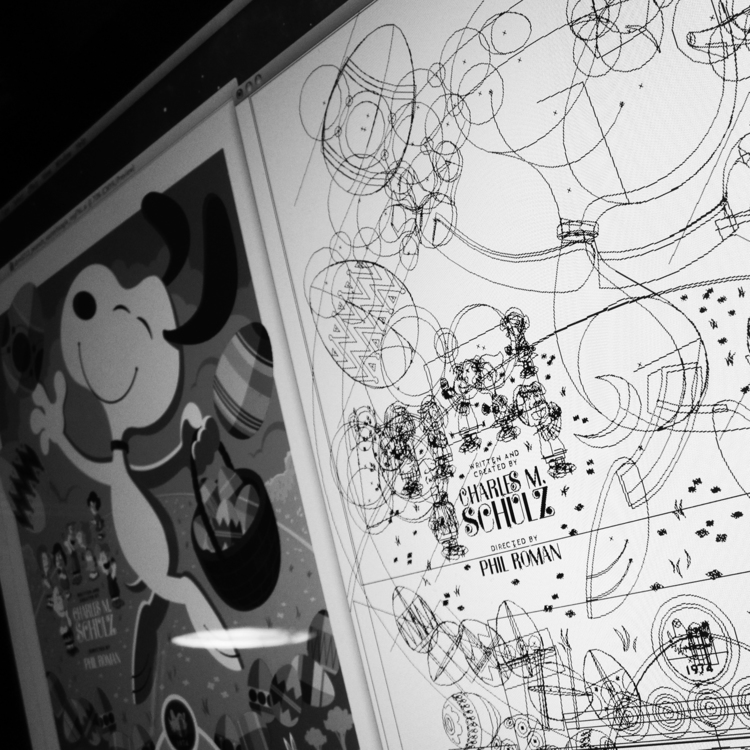 WRITTEN AND
CREATED BY
CHARLES M.
SCHULZ
DIRECTED BY
PHIL ROMAN
1974
CHARLES M.
SCHULZ
PHIL ROMAN